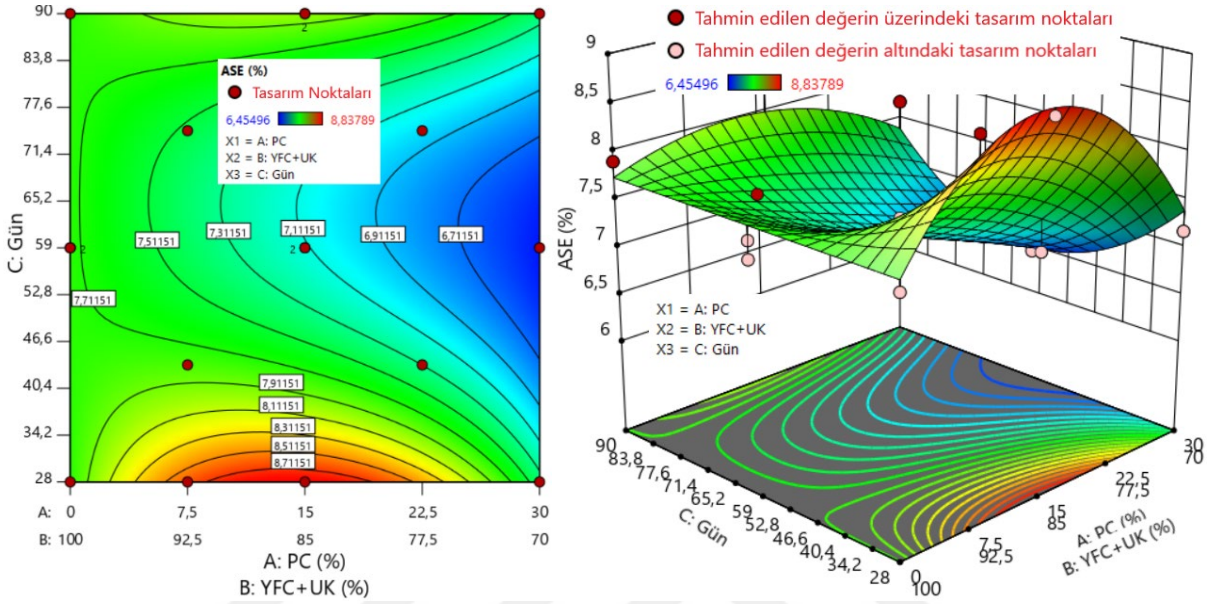 90
83,8
77,6
71,4
65,2
59
52,8
46,6
40,4
34,2
28
C: Gün
2
ASE (%)
Tasarım Noktaları
6,45496 8,83789
X1 = A: PC
X2 = B: YFC+UK
X3 = C: Gün
7,51151
7,31151
7,11151
6,91151
6,71151
2
2
7,71151
7,91151
8,11151
8,31151
8,51151
8,71151
A: 0 7,5 15 22,5 30
B: 100 92,5 85 77,5 70
A: PC (%)
B: YFC+UK (%)
Tahmin edilen değerin üzerindeki tasarım noktaları
Tahmin edilen değerin altındaki tasarım noktaları
6,45496 8,83789
9
8,5
8
7,5
7
6,5
6
ASE (%)
X1 = A: PC
X2 = B: YFC+UK
X3 = C: Gün
90
83,8
77,6
71,4
65,2
59
52,8
46,6
40,4
34,2
28
C: Gün
30
70
22,5
77,5
15
85
7,5
92,5
0
100
A: PC (%)
B: YFC+UK (%)